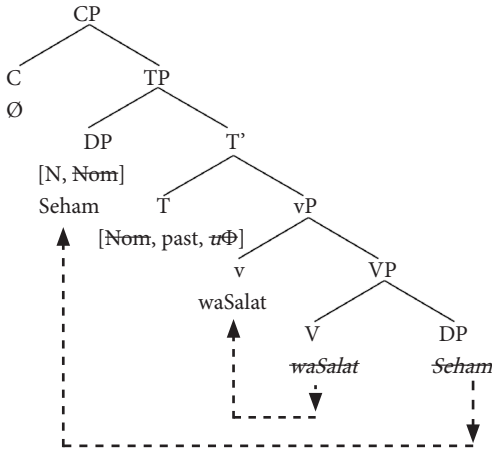 CP
C TP
Ø
DP T’
[N, Nom]
Seham T vP
[Nom, past, uΦ]
v VP
waSalat
V DP
waSalat Seham